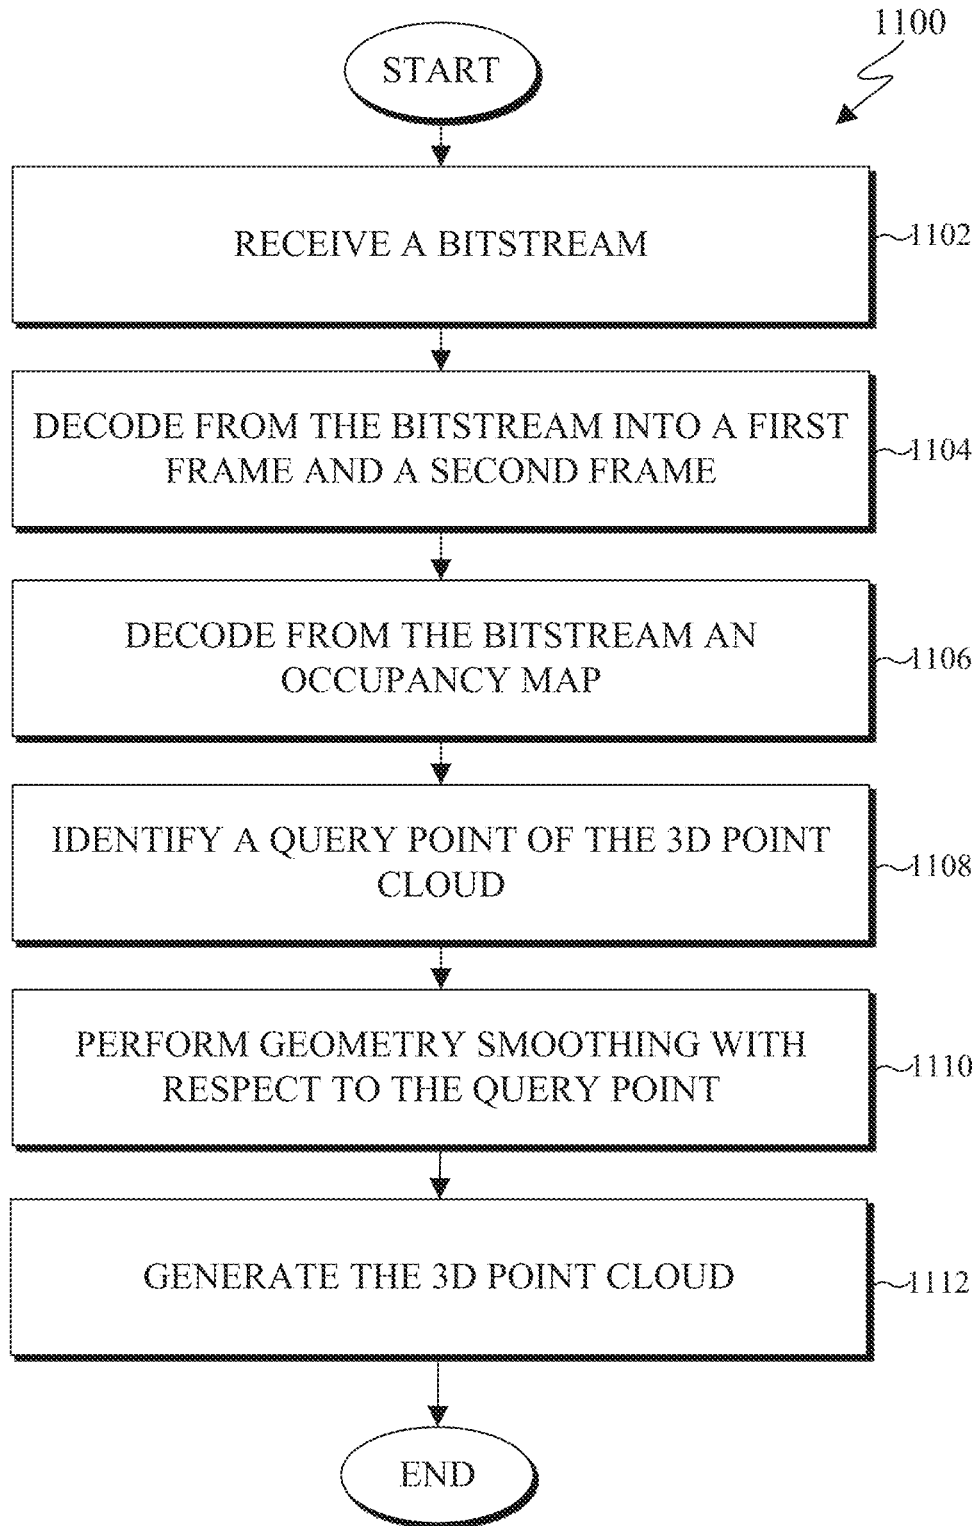 1100
START
RECEIVE A BITSTREAM
1102
DECODE FROM THE BITSTREAM INTO A FIRST
FRAME AND A SECOND FRAME
1104
DECODE FROM THE BITSTREAM AN
OCCUPANCY MAP
1106
IDENTIFY A QUERY POINT OF THE 3D POINT
CLOUD
1108
PERFORM GEOMETRY SMOOTHING WITH
RESPECT TO THE QUERY POINT
1110
GENERATE THE 3D POINT CLOUD
1112
END